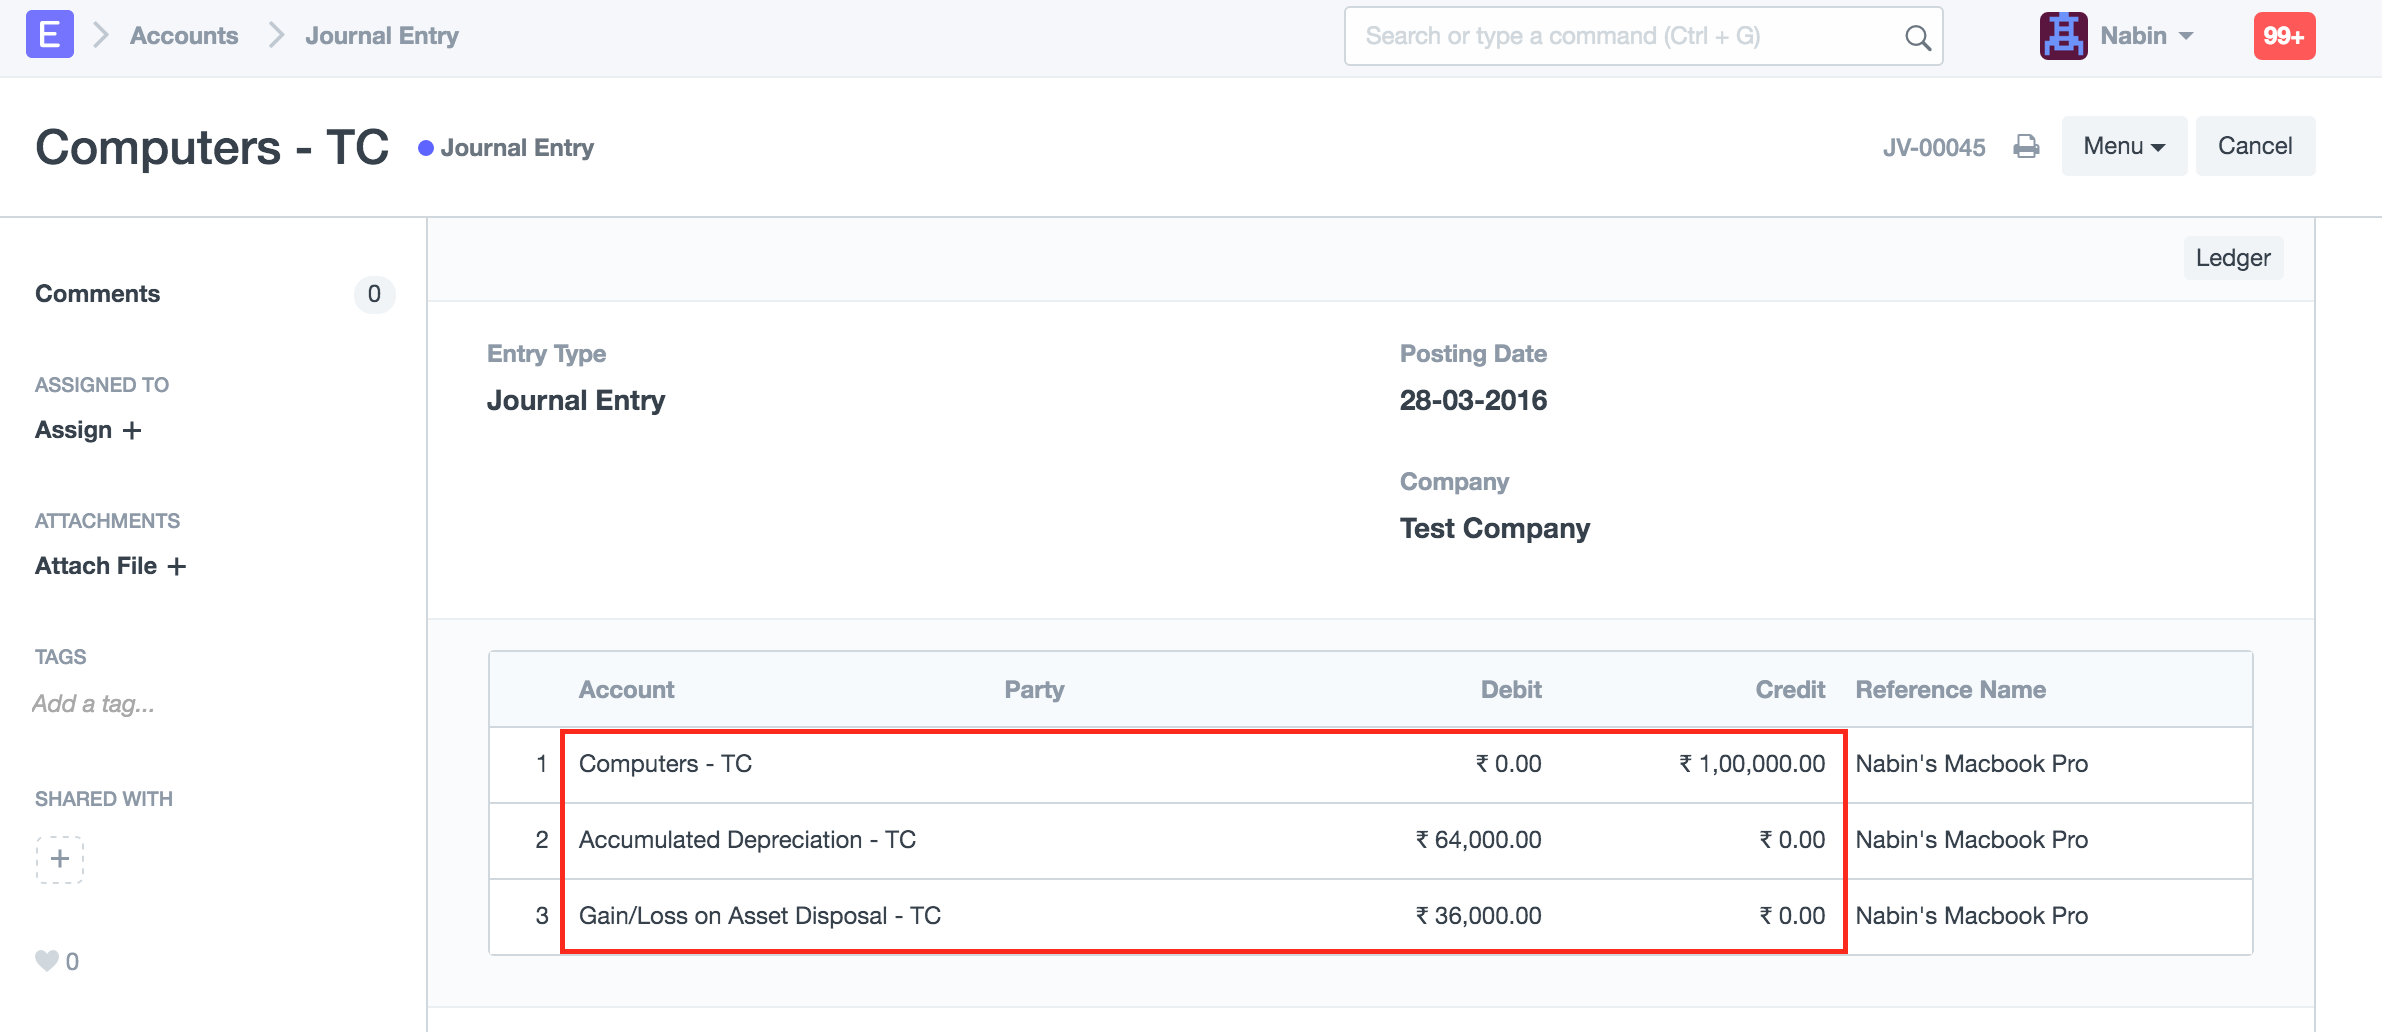 E Accounts Journal Entry Search or type a command (Ctrl + G) Nabin 99+
Computers - TC Journal Entry JV-00045 Menu Cancel
Ledger
Comments 0
ASSIGNED TO
Assign +
ATTACHMENTS
Attach File +
TAGS
Add a tag...
SHARED WITH
+
0
Entry Type
Journal Entry
Posting Date
28-03-2016
Company
Test Company
Account Party Debit Credit Reference Name
1 Computers - TC ₹ 0.00 ₹ 1,00,000.00 Nabin's Macbook Pro
2 Accumulated Depreciation - TC ₹ 64,000.00 ₹ 0.00 Nabin's Macbook Pro
3 Gain/Loss on Asset Disposal - TC ₹ 36,000.00 ₹ 0.00 Nabin's Macbook Pro